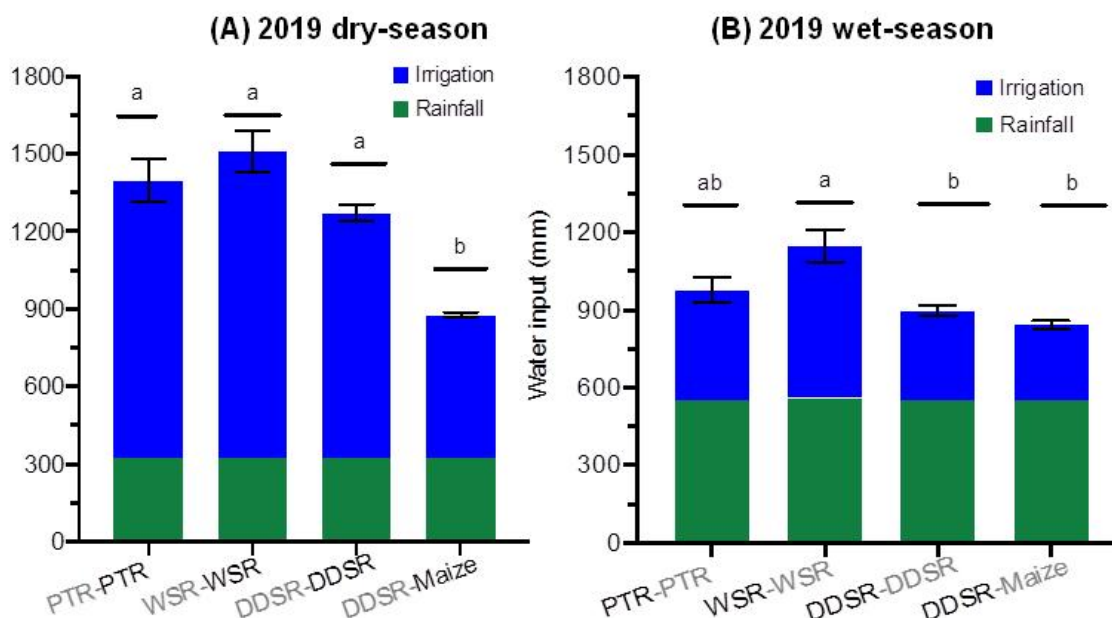 (A) 2019 dry-season
Irrigation
Rainfall
1800
1500
1200
900
600
300
0
a
a
a
b
PTR-PTR
WSR-WSR
DDSR-DDSR
DDSR-Maize
(B) 2019 wet-season
Irrigation
Rainfall
Water input (mm)
1800
1500
1200
900
600
300
0
ab
a
b
b
PTR-PTR
WSR-WSR
DDSR-DDSR
DDSR-Maize